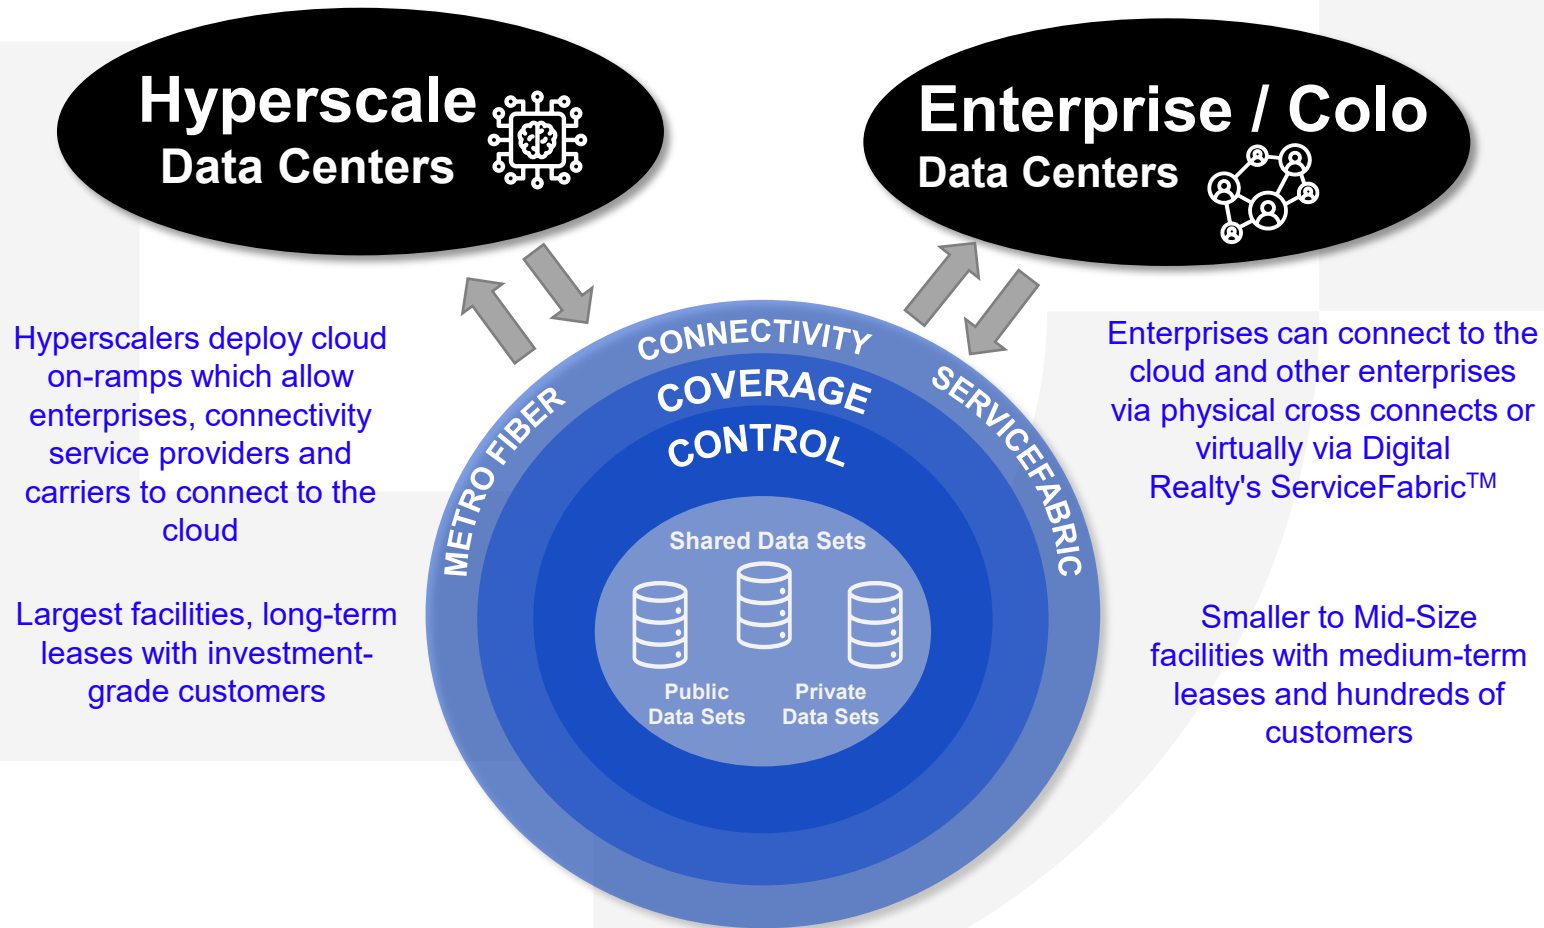 Hyperscale
Data Centers
Enterprise / Colo
Data Centers
Hyperscalers deploy cloud
on-ramps which allow
enterprises, connectivity
service providers and
carriers to connect to the
cloud
Largest facilities, long-term
leases with investment-
grade customers
METRO FIBER
CONNECTIVITY
SERVICEFABRIC
COVERAGE
CONTROL
Shared Data Sets
Public
Data Sets
Private
Data Sets
Enterprises can connect to the
cloud and other enterprises
via physical cross connects or
virtually via Digital
Realty's ServiceFabric™
Smaller to Mid-Size
facilities with medium-term
leases and hundreds of
customers